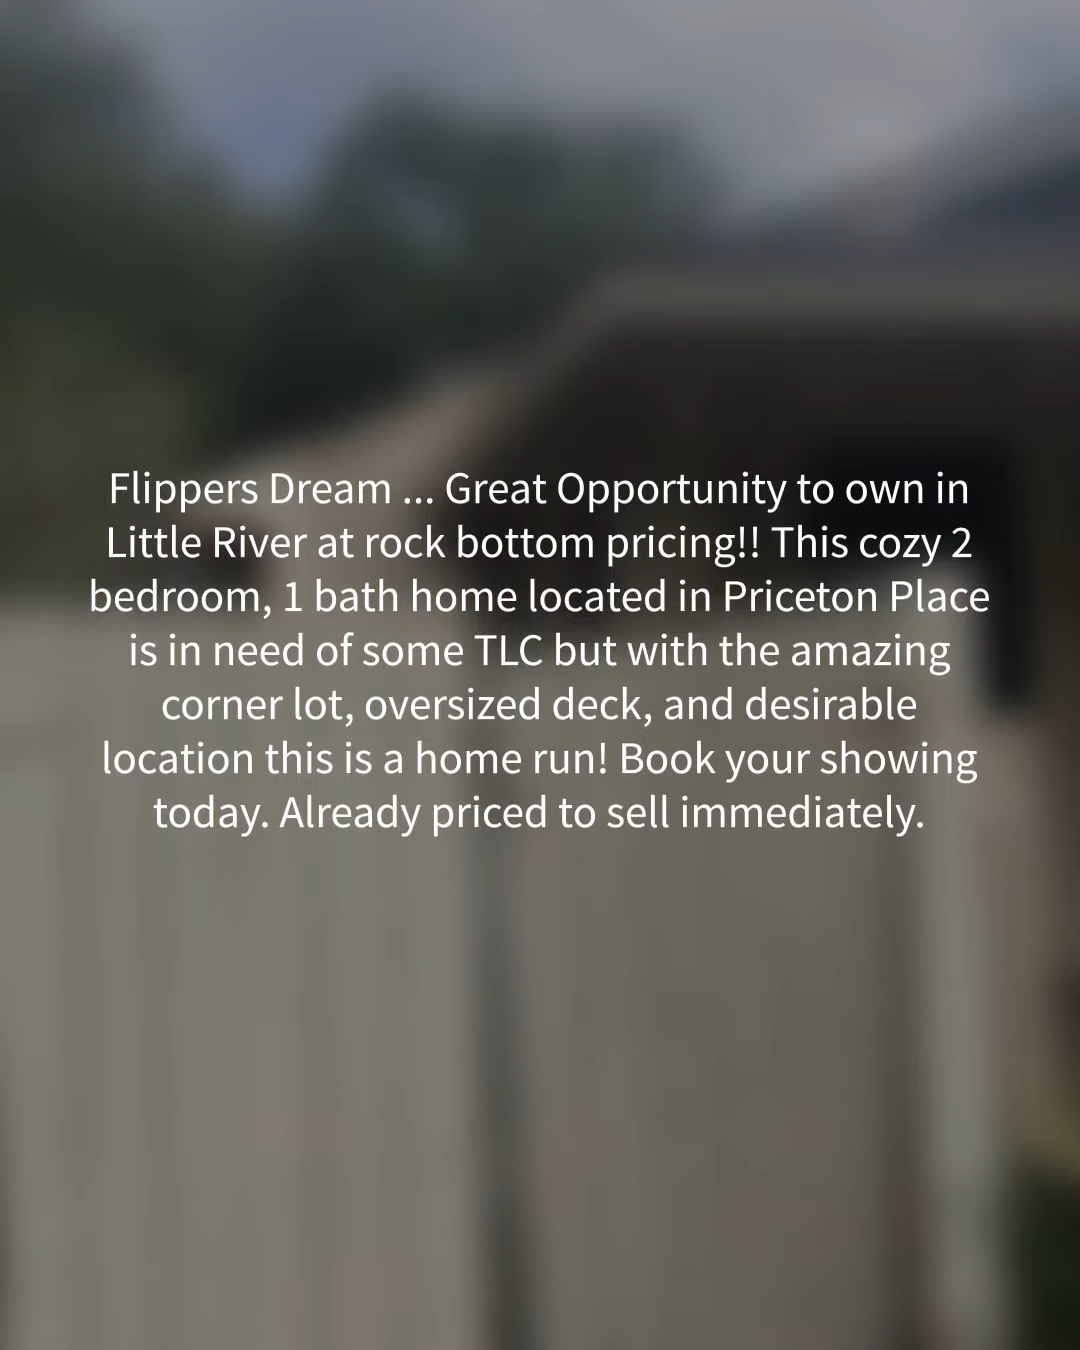 Flippers Dream ... Great Opportunity to own in
Little River at rock bottom pricing!! This cozy 2
bedroom, 1 bath home located in Priceton Place
is in need of some TLC but with the amazing
corner lot, oversized deck, and desirable
location this is a home run! Book your showing
today. Already priced to sell immediately.